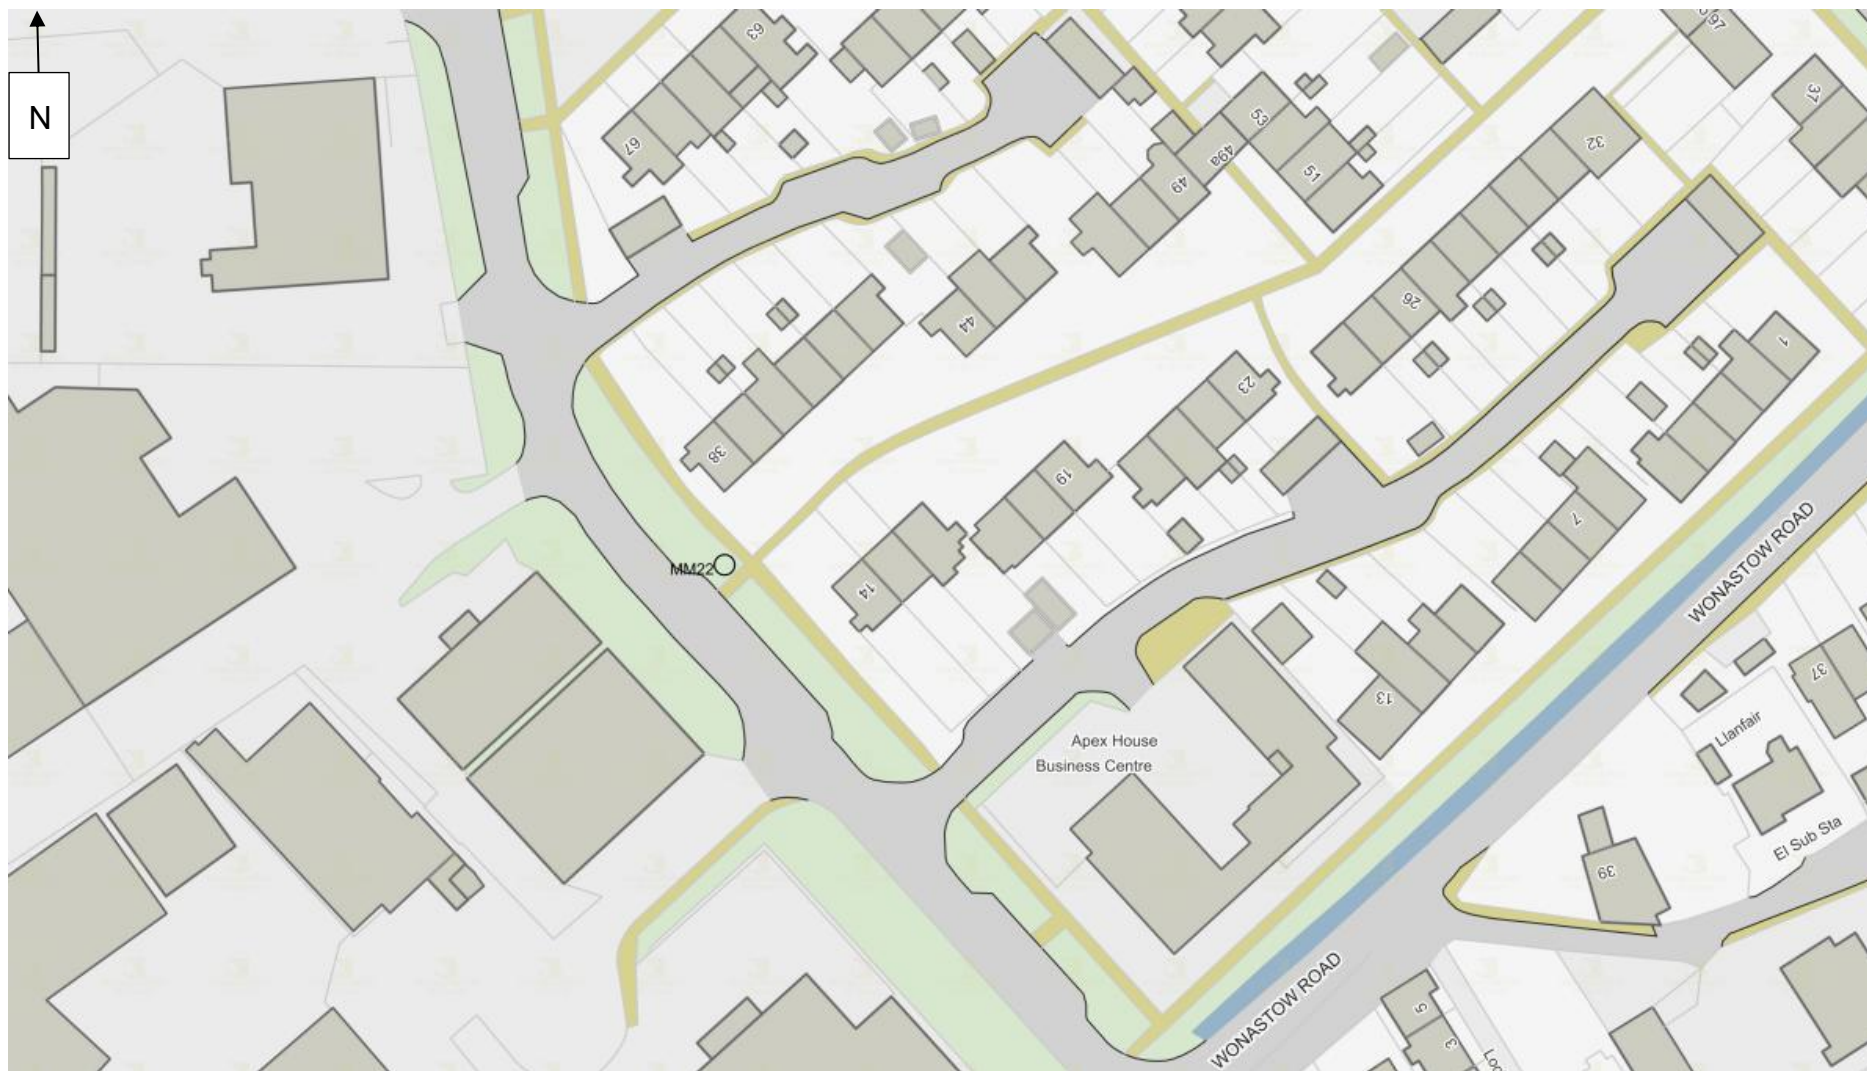 N
63
67
53
49a
51
49
97
37
32
26
44
38
23
19
14
1
7
13
MM22
WONASTOW ROAD
37
Llanfair
Apex House
Business Centre
El Sub Sta
39
WONASTOW ROAD
5
3